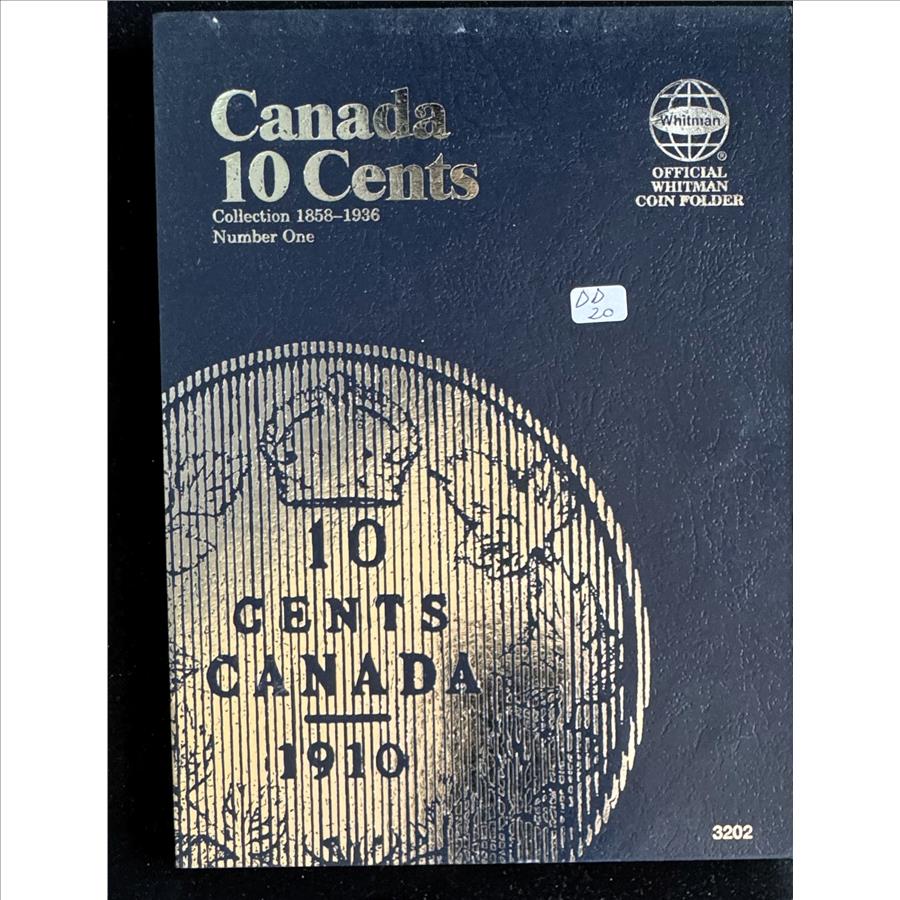 Canada
10 Cents
Collection 1858–1936
Number One
Whitman
®
OFFICIAL
WHITMAN
COIN FOLDER
DD
20
10
CENTS
CANADA
1910
3202